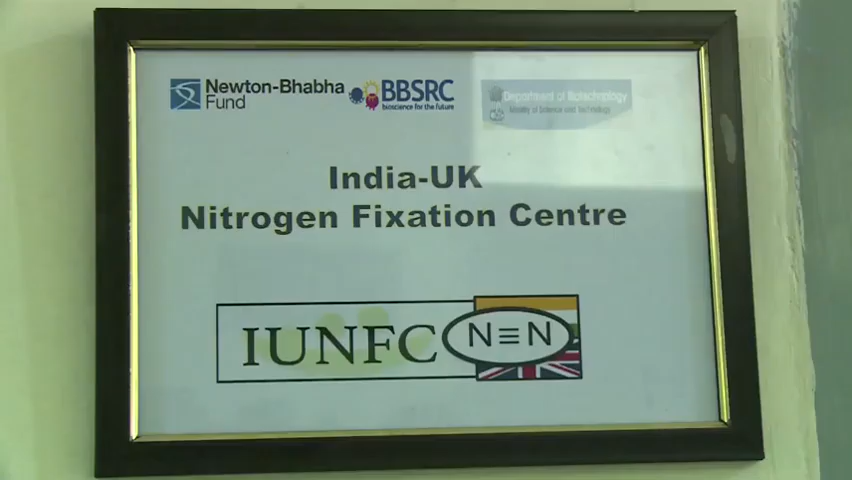 Newton-Bhabha
Fund
BBSRC
bioscience for the future
Department of Biotechnology
Ministry of Science and Technology
India-UK
Nitrogen Fixation Centre
IUNFC
N≡N